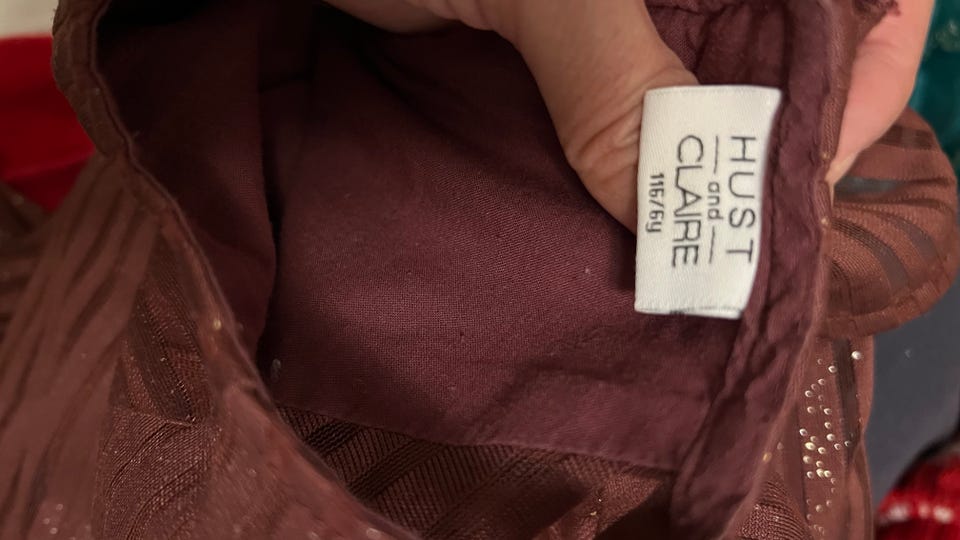 HUST
and
CLAIRE
116/6y